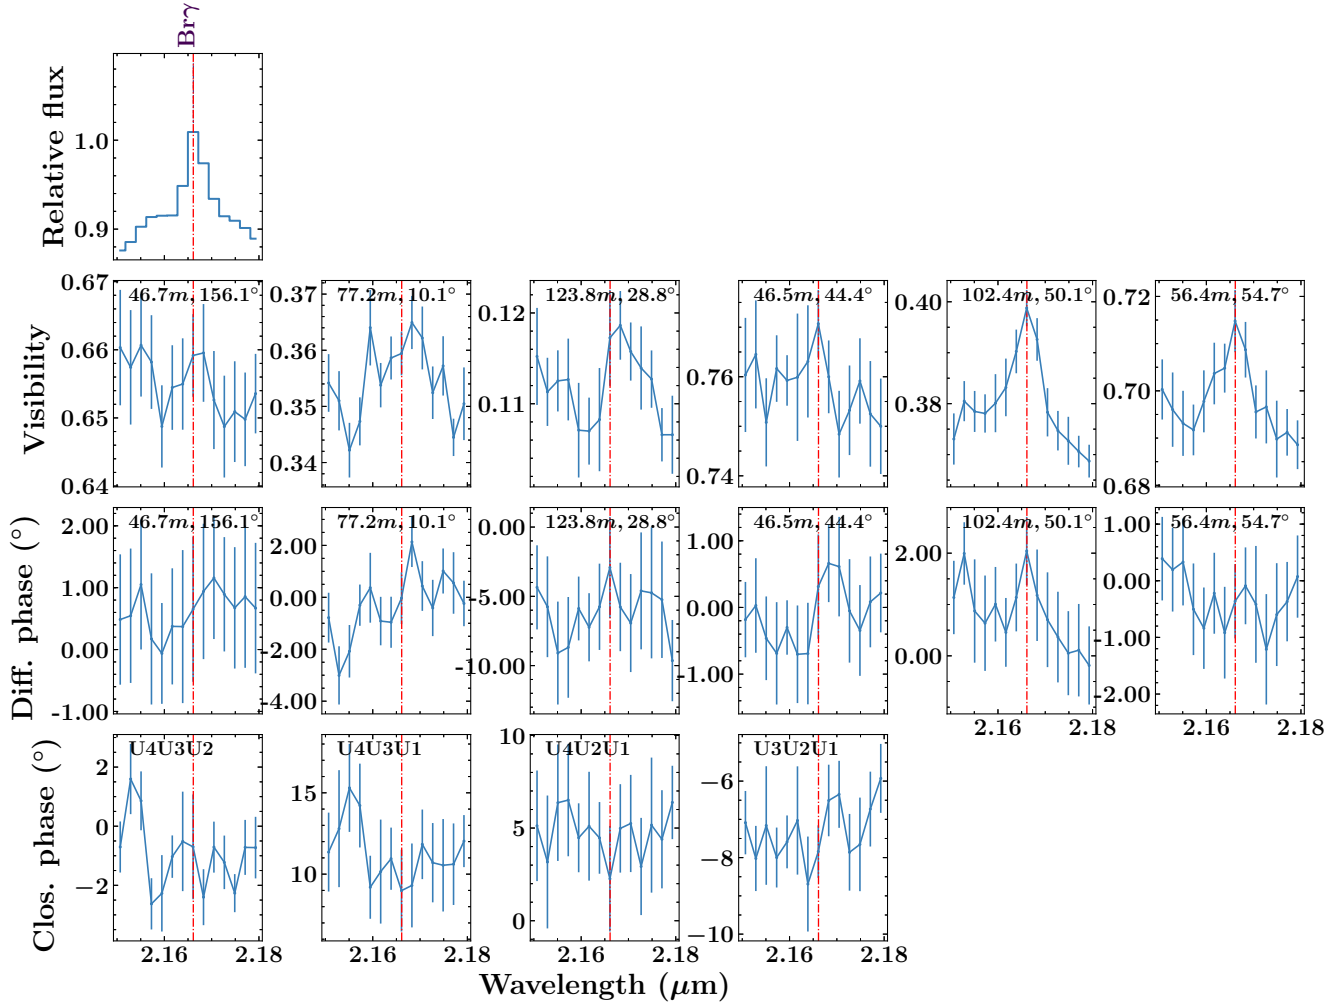 Brγ
Relative flux
1.0
0.9
Visibility
46.7m, 156.1°
0.67
0.66
0.65
0.64
77.2m, 10.1°
0.37
0.36
0.35
0.34
123.8m, 28.8°
0.12
0.11
46.5m, 44.4°
0.76
0.74
102.4m, 50.1°
0.40
0.38
56.4m, 54.7°
0.72
0.70
0.68
Diff. phase (°)
46.7m, 156.1°
2.00
1.00
0.00
-1.00
77.2m, 10.1°
2.00
0.00
-2.00
-4.00
123.8m, 28.8°
0.00
-5.00
-10.00
46.5m, 44.4°
1.00
0.00
-1.00
102.4m, 50.1°
2.00
0.00
2.16 2.18
56.4m, 54.7°
1.00
0.00
-1.00
-2.00
2.16 2.18
Clos. phase (°)
U4U3U2
2
0
−2
2.16 2.18
U4U3U1
15
10
2.16 2.18
U4U2U1
10
5
0
2.16 2.18
U3U2U1
−6
−8
−10
2.16 2.18
Wavelength (μm)